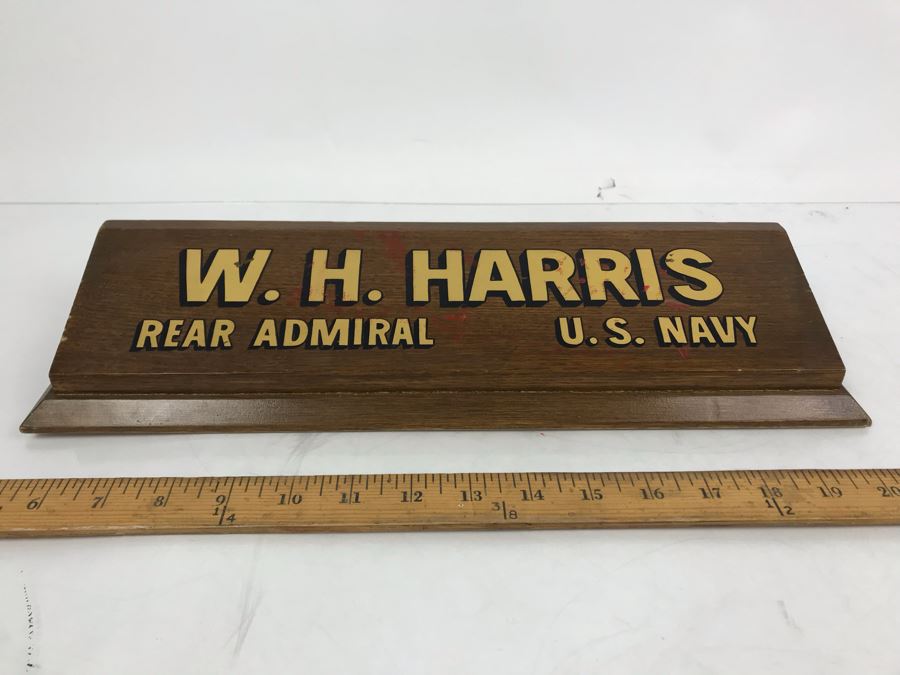 W. H. HARRIS
REAR ADMIRAL U.S. NAVY
6 7 8 9 10 11 12 13 14 15 16 17 18 19 20
1/4 3/8 1/2